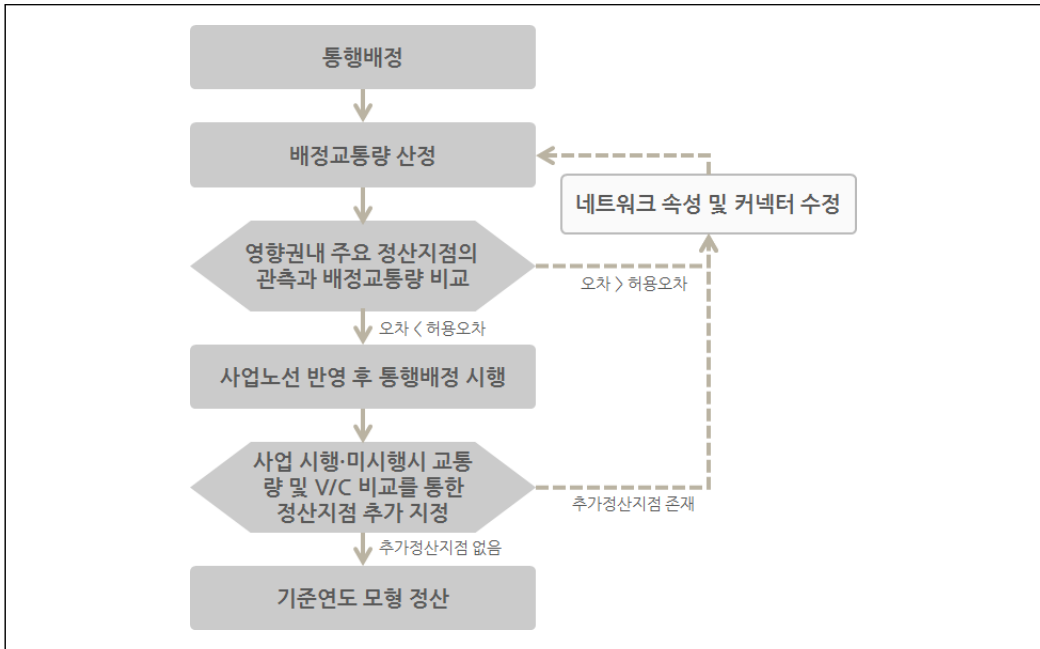 통행배정
배정교통량 산정
네트워크 속성 및 커넥터 수정
영향권내 주요 정산지점의
관측과 배정교통량 비교
오차 > 허용오차
오차 < 허용오차
사업노선 반영 후 통행배정 시행
사업 시행·미시행시 교통
량 및 V/C 비교를 통한
정산지점 추가 지정
추가정산지점 존재
추가정산지점 없음
기준연도 모형 정산